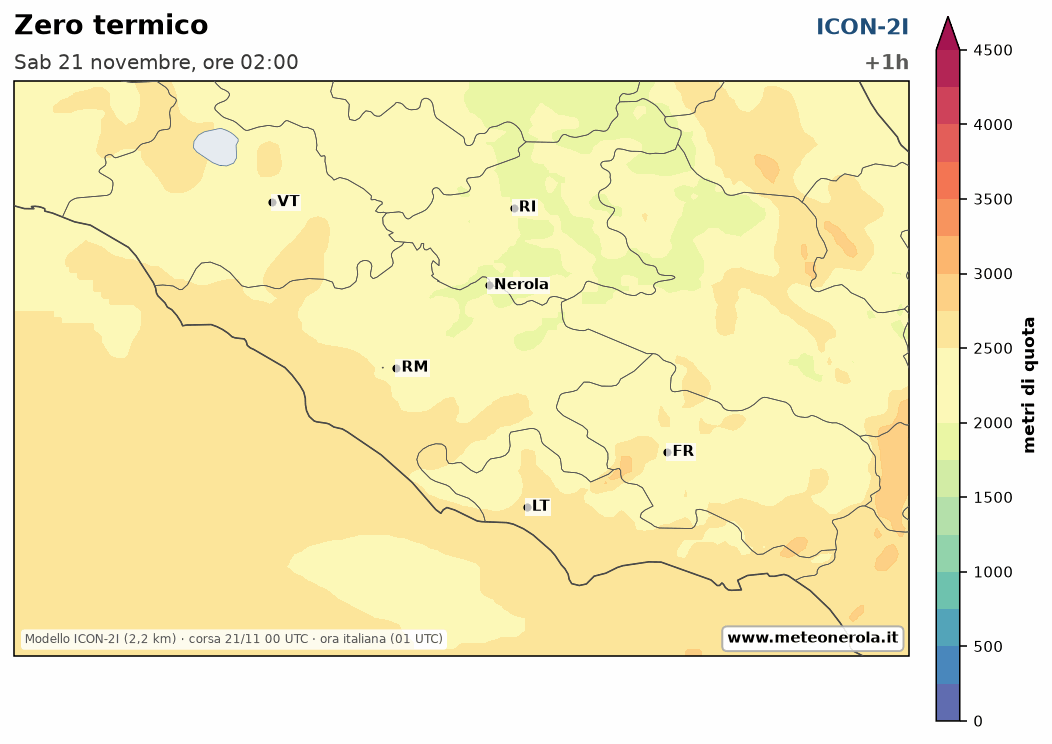 Zero termico
ICON-2I
Sab 21 novembre, ore 02:00
+1h
4500
4000
3500
3000
2500
2000
1500
1000
500
0
metri di quota
VT
RI
Nerola
RM
FR
LT
Modello ICON-2I (2,2 km) · corsa 21/11 00 UTC · ora italiana (01 UTC)
www.meteonerola.it